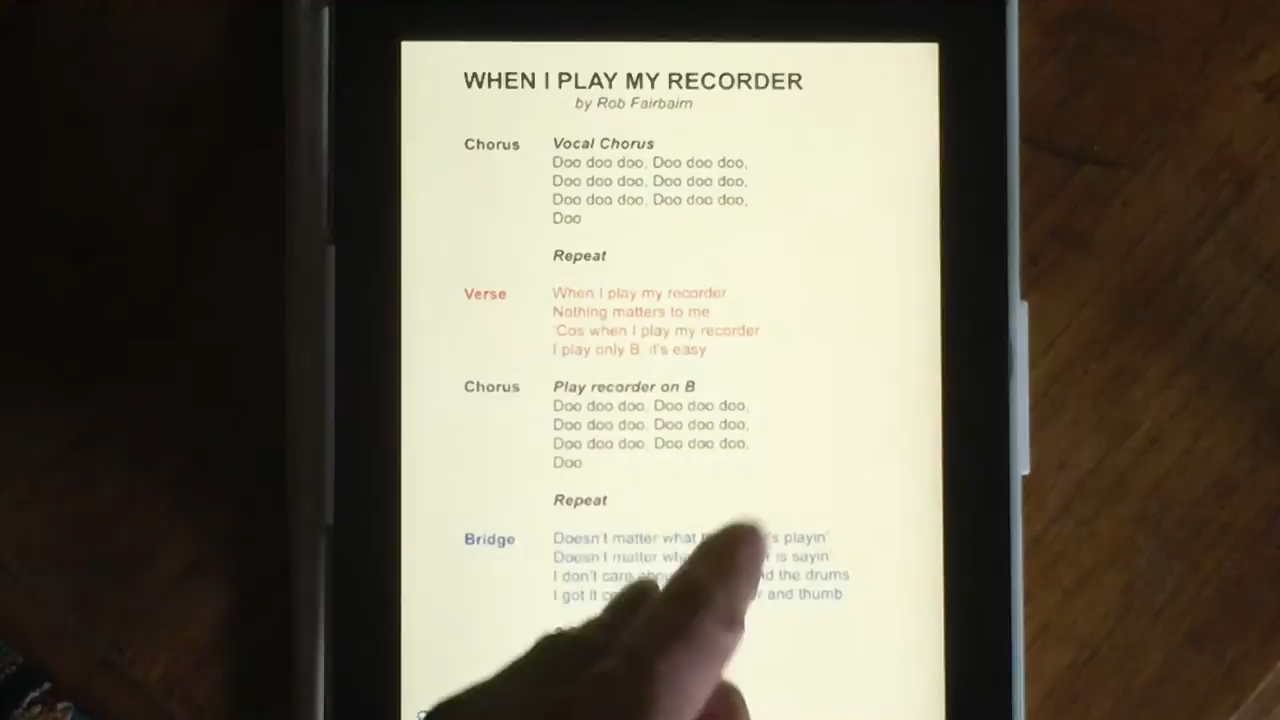 WHEN I PLAY MY RECORDER
by Rob Fairbairn
Chorus Vocal Chorus
Doo doo doo, Doo doo doo,
Doo doo doo, Doo doo doo,
Doo doo doo, Doo doo doo,
Doo
Repeat
Verse When I play my recorder
Nothing matters to me
'Cos when I play my recorder
I play only B, it's easy
Chorus Play recorder on B
Doo doo doo, Doo doo doo,
Doo doo doo, Doo doo doo,
Doo doo doo, Doo doo doo,
Doo
Repeat
Bridge Doesn't matter what playin'
Doesn't matter is sayin'
I don't care the drums
I got it and thumb